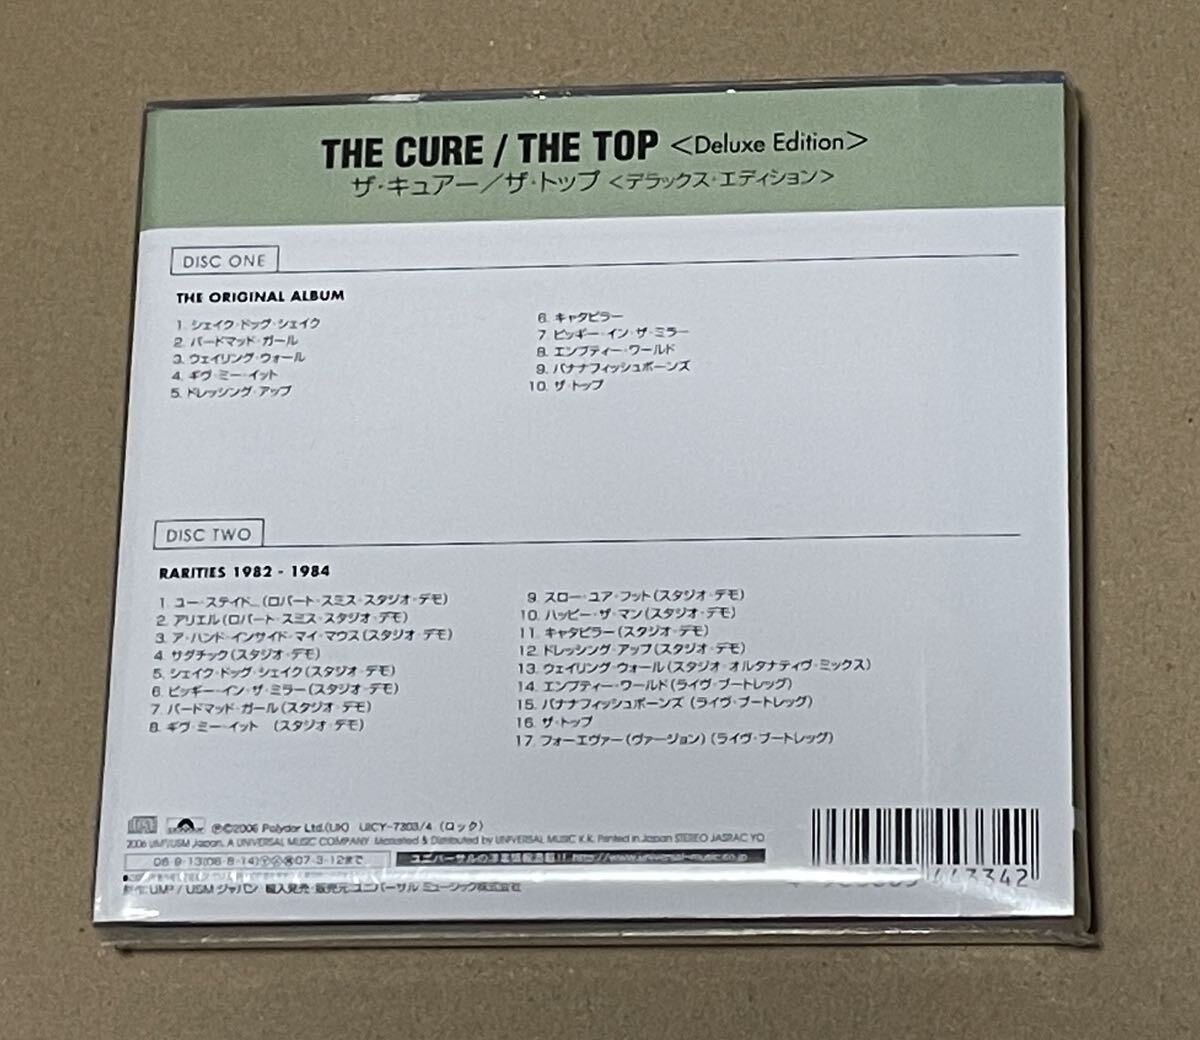 THE CURE / THE TOP <Deluxe Edition>
ザ・キュアー/ザ・トップ <デラックス・エディション>
DISC ONE
THE ORIGINAL ALBUM
1. シェイク・ドッグ・シェイク
2. バードマッド・ガール
3. ウェイリング・ウォール
4. ギヴ・ミー・イット
5. ドレッシング・アップ
6. キャタピラー
7. ピッギー・イン・ザ・ミラー
8. エンプティー・ワールド
9. バナナフィッシュボーンズ
10. ザ・トップ
DISC TWO
RARITIES 1982 - 1984
1. ユー・ステイド...(ロバート・スミス・スタジオ・デモ)
2. アリエル(ロバート・スミス・スタジオ・デモ)
3. ア・ハンド・インサイド・マイ・マウス(スタジオ・デモ)
4. サダチック(スタジオ・デモ)
5. シェイク・ドッグ・シェイク(スタジオ・デモ)
6. ピッギー・イン・ザ・ミラー(スタジオ・デモ)
7. バードマッド・ガール(スタジオ・デモ)
8. ギヴ・ミー・イット (スタジオ・デモ)
9. スロー・ユア・フット(スタジオ・デモ)
10. ハッピー・ザ・マン(スタジオ・デモ)
11. キャタピラー(スタジオ・デモ)
12. ドレッシング・アップ(スタジオ・デモ)
13. ウェイリング・ウォール(スタジオ・オルタナティヴ・ミックス)
14. エンプティー・ワールド(ライヴ・ブートレッグ)
15. バナナフィッシュボーンズ (ライヴ・ブートレッグ)
16. ザ・トップ
17. フォーエヴァー(ヴァージョン)(ライヴ・ブートレッグ)
℗©2006 Polydor Ltd.(UK) UICY-7303/4 (ロック)
2006 UMP/USM Japan, A UNIVERSAL MUSIC COMPANY. Marketed & Distributed by UNIVERSAL MUSIC K.K. Printed in Japan STEREO JASRAC YO
06・9・13(06・8・14) 07・3・12まで
ユニバーサルの洋楽情報満載!! http://www.universal-music.co.jp
UMP / USM ジャパン 輸入発売・販売元:ユニバーサル ミュージック株式会社
443342